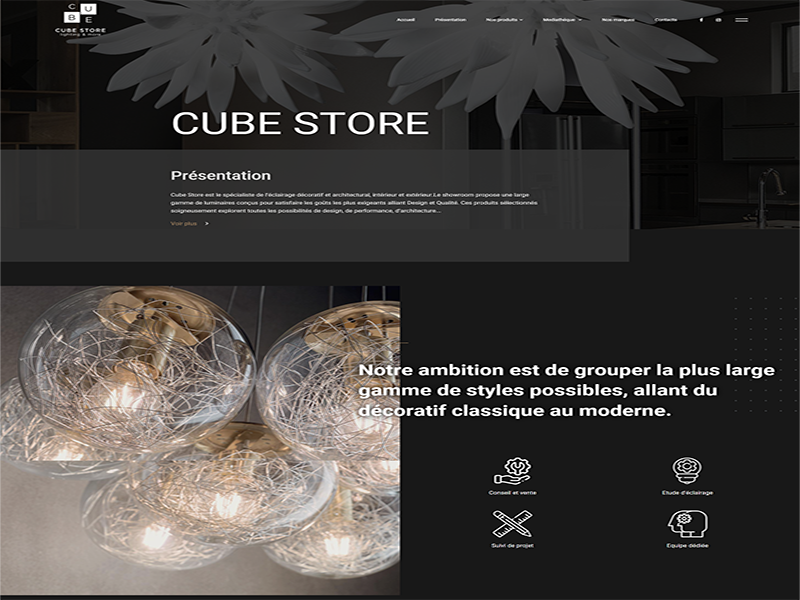 C U
B E
CUBE STORE
lighting & more
Accueil Présentation Nos produits Mediathéque Nos marques Contacts
CUBE STORE
Présentation
Cube Store est le spécialiste de l'éclairage décoratif et architectural, intérieur et extérieur.Le showroom propose une large
gamme de luminaires conçus pour satisfaire les goûts les plus exigeants alliant Design et Qualité. Ces produits sélectionnés
soigneusement explorent toutes les possibilités de design, de performance, d'architecture...
Voir plus >
Notre ambition est de grouper la plus large
gamme de styles possibles, allant du
décoratif classique au moderne.
Conseil et vente Etude d'éclairage
Suivi de projet Equipe dédiée